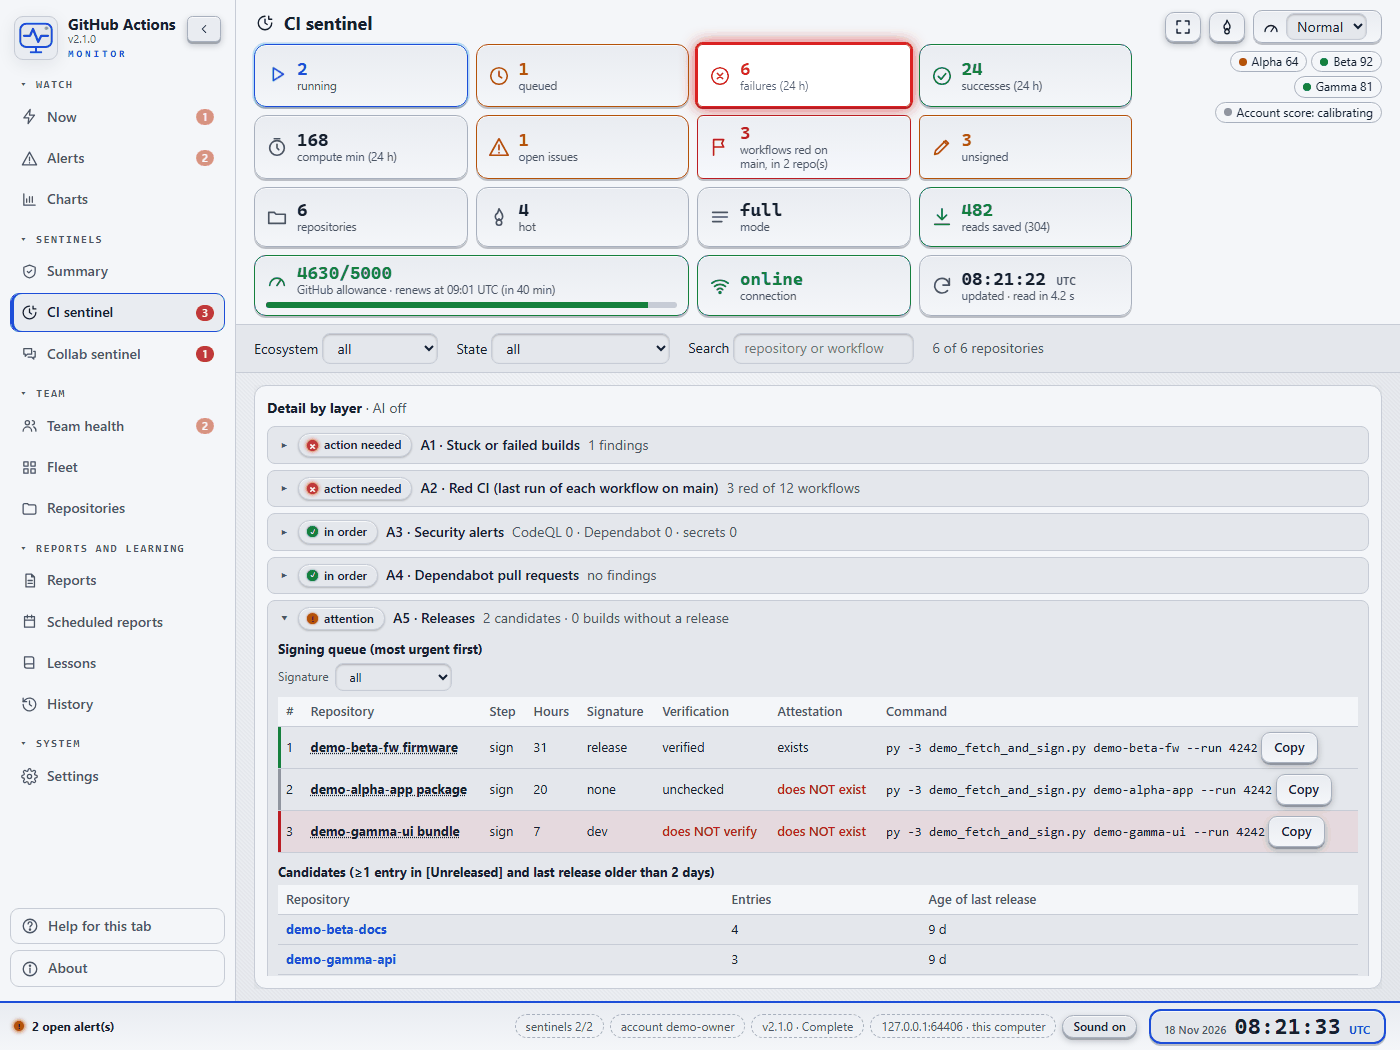 GitHub Actions
v2.1.0
MONITOR
WATCH
Now 1
Alerts 2
Charts
SENTINELS
Summary
CI sentinel 3
Collab sentinel 1
TEAM
Team health 2
Fleet
Repositories
REPORTS AND LEARNING
Reports
Scheduled reports
Lessons
History
SYSTEM
Settings
Help for this tab
About
CI sentinel
Normal
Alpha 64 Beta 92
Gamma 81
Account score: calibrating
2
running
1
queued
6
failures (24 h)
24
successes (24 h)
168
compute min (24 h)
1
open issues
3
workflows red on
main, in 2 repo(s)
3
unsigned
6
repositories
4
hot
full
mode
482
reads saved (304)
4630/5000
GitHub allowance · renews at 09:01 UTC (in 40 min)
online
connection
08:21:22 UTC
updated · read in 4.2 s
Ecosystem all State all Search repository or workflow 6 of 6 repositories
Detail by layer · AI off
action needed A1 · Stuck or failed builds 1 findings
action needed A2 · Red CI (last run of each workflow on main) 3 red of 12 workflows
in order A3 · Security alerts CodeQL 0 · Dependabot 0 · secrets 0
in order A4 · Dependabot pull requests no findings
attention A5 · Releases 2 candidates · 0 builds without a release
Signing queue (most urgent first)
Signature all
# Repository Step Hours Signature Verification Attestation Command
1 demo-beta-fw firmware sign 31 release verified exists py -3 demo_fetch_and_sign.py demo-beta-fw --run 4242 Copy
2 demo-alpha-app package sign 20 none unchecked does NOT exist py -3 demo_fetch_and_sign.py demo-alpha-app --run 4242 Copy
3 demo-gamma-ui bundle sign 7 dev does NOT verify does NOT exist py -3 demo_fetch_and_sign.py demo-gamma-ui --run 4242 Copy
Candidates (≥1 entry in [Unreleased] and last release older than 2 days)
Repository Entries Age of last release
demo-beta-docs 4 9 d
demo-gamma-api 3 9 d
2 open alert(s)
sentinels 2/2
account demo-owner
v2.1.0 · Complete
127.0.0.1:64406 · this computer
Sound on
18 Nov 2026 08:21:33 UTC